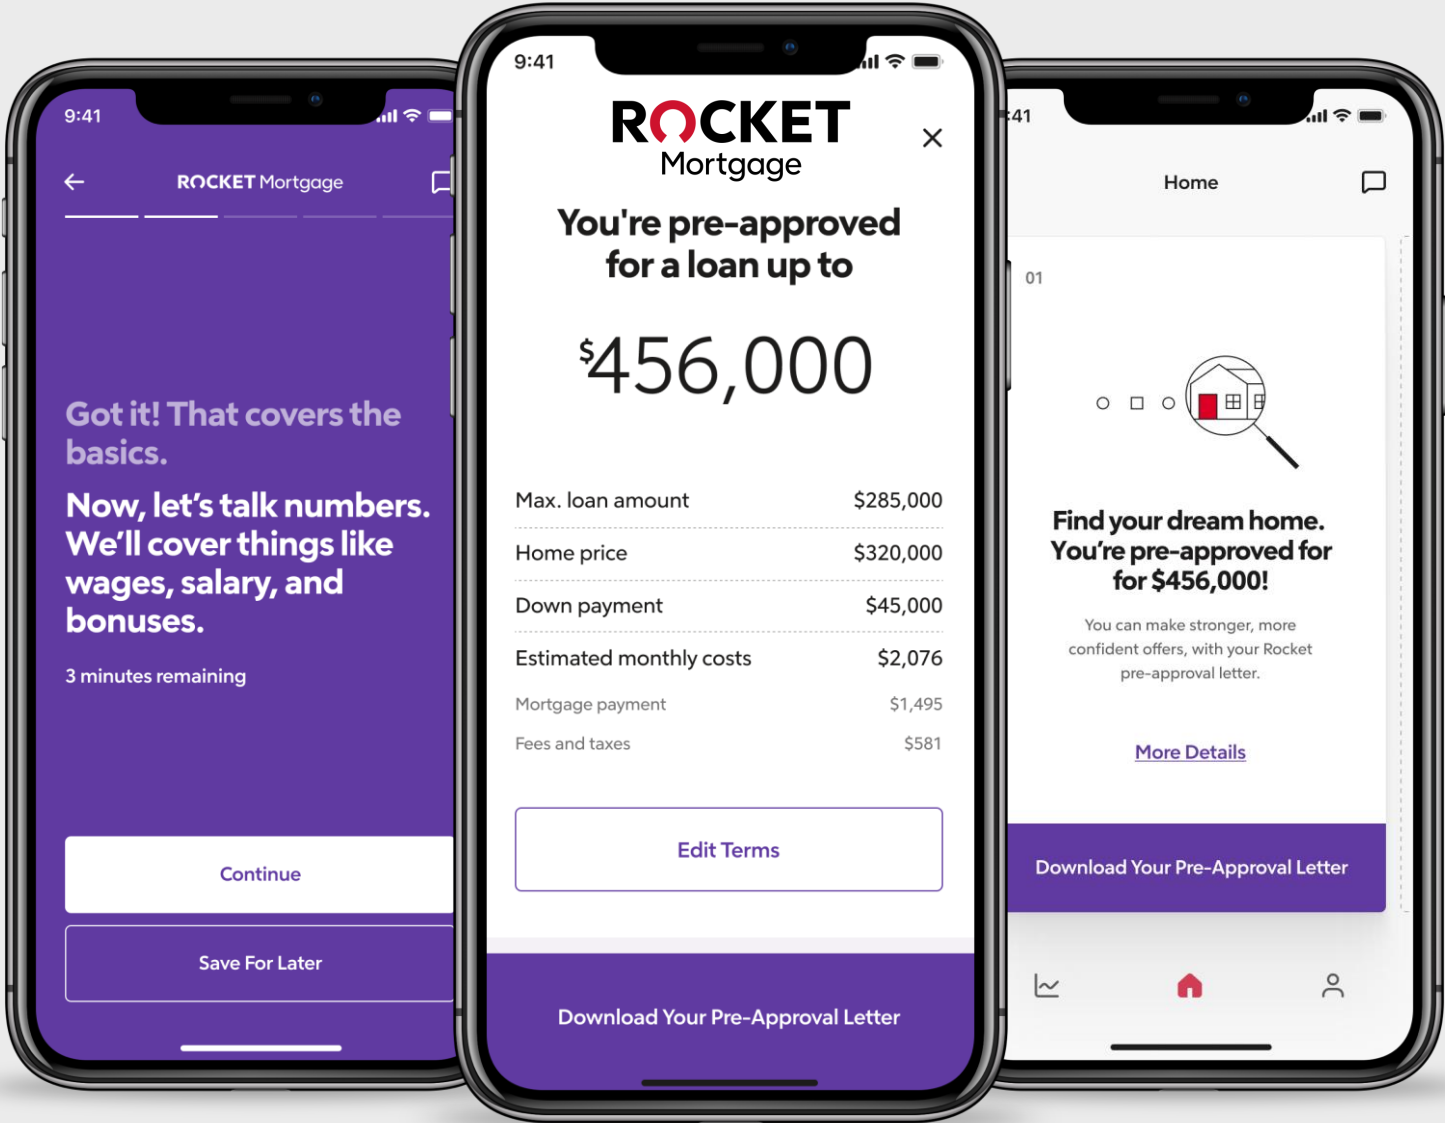 9:41
ROCKET Mortgage
Got it! That covers the
basics.
Now, let's talk numbers.
We'll cover things like
wages, salary, and
bonuses.
3 minutes remaining
Continue
Save For Later
9:41
ROCKET
Mortgage
You're pre-approved
for a loan up to
$456,000
Max. loan amount $285,000
Home price $320,000
Down payment $45,000
Estimated monthly costs $2,076
Mortgage payment $1,495
Fees and taxes $581
Edit Terms
Download Your Pre-Approval Letter
:41
Home
01
Find your dream home.
You're pre-approved for
for $456,000!
You can make stronger, more
confident offers, with your Rocket
pre-approval letter.
More Details
Download Your Pre-Approval Letter